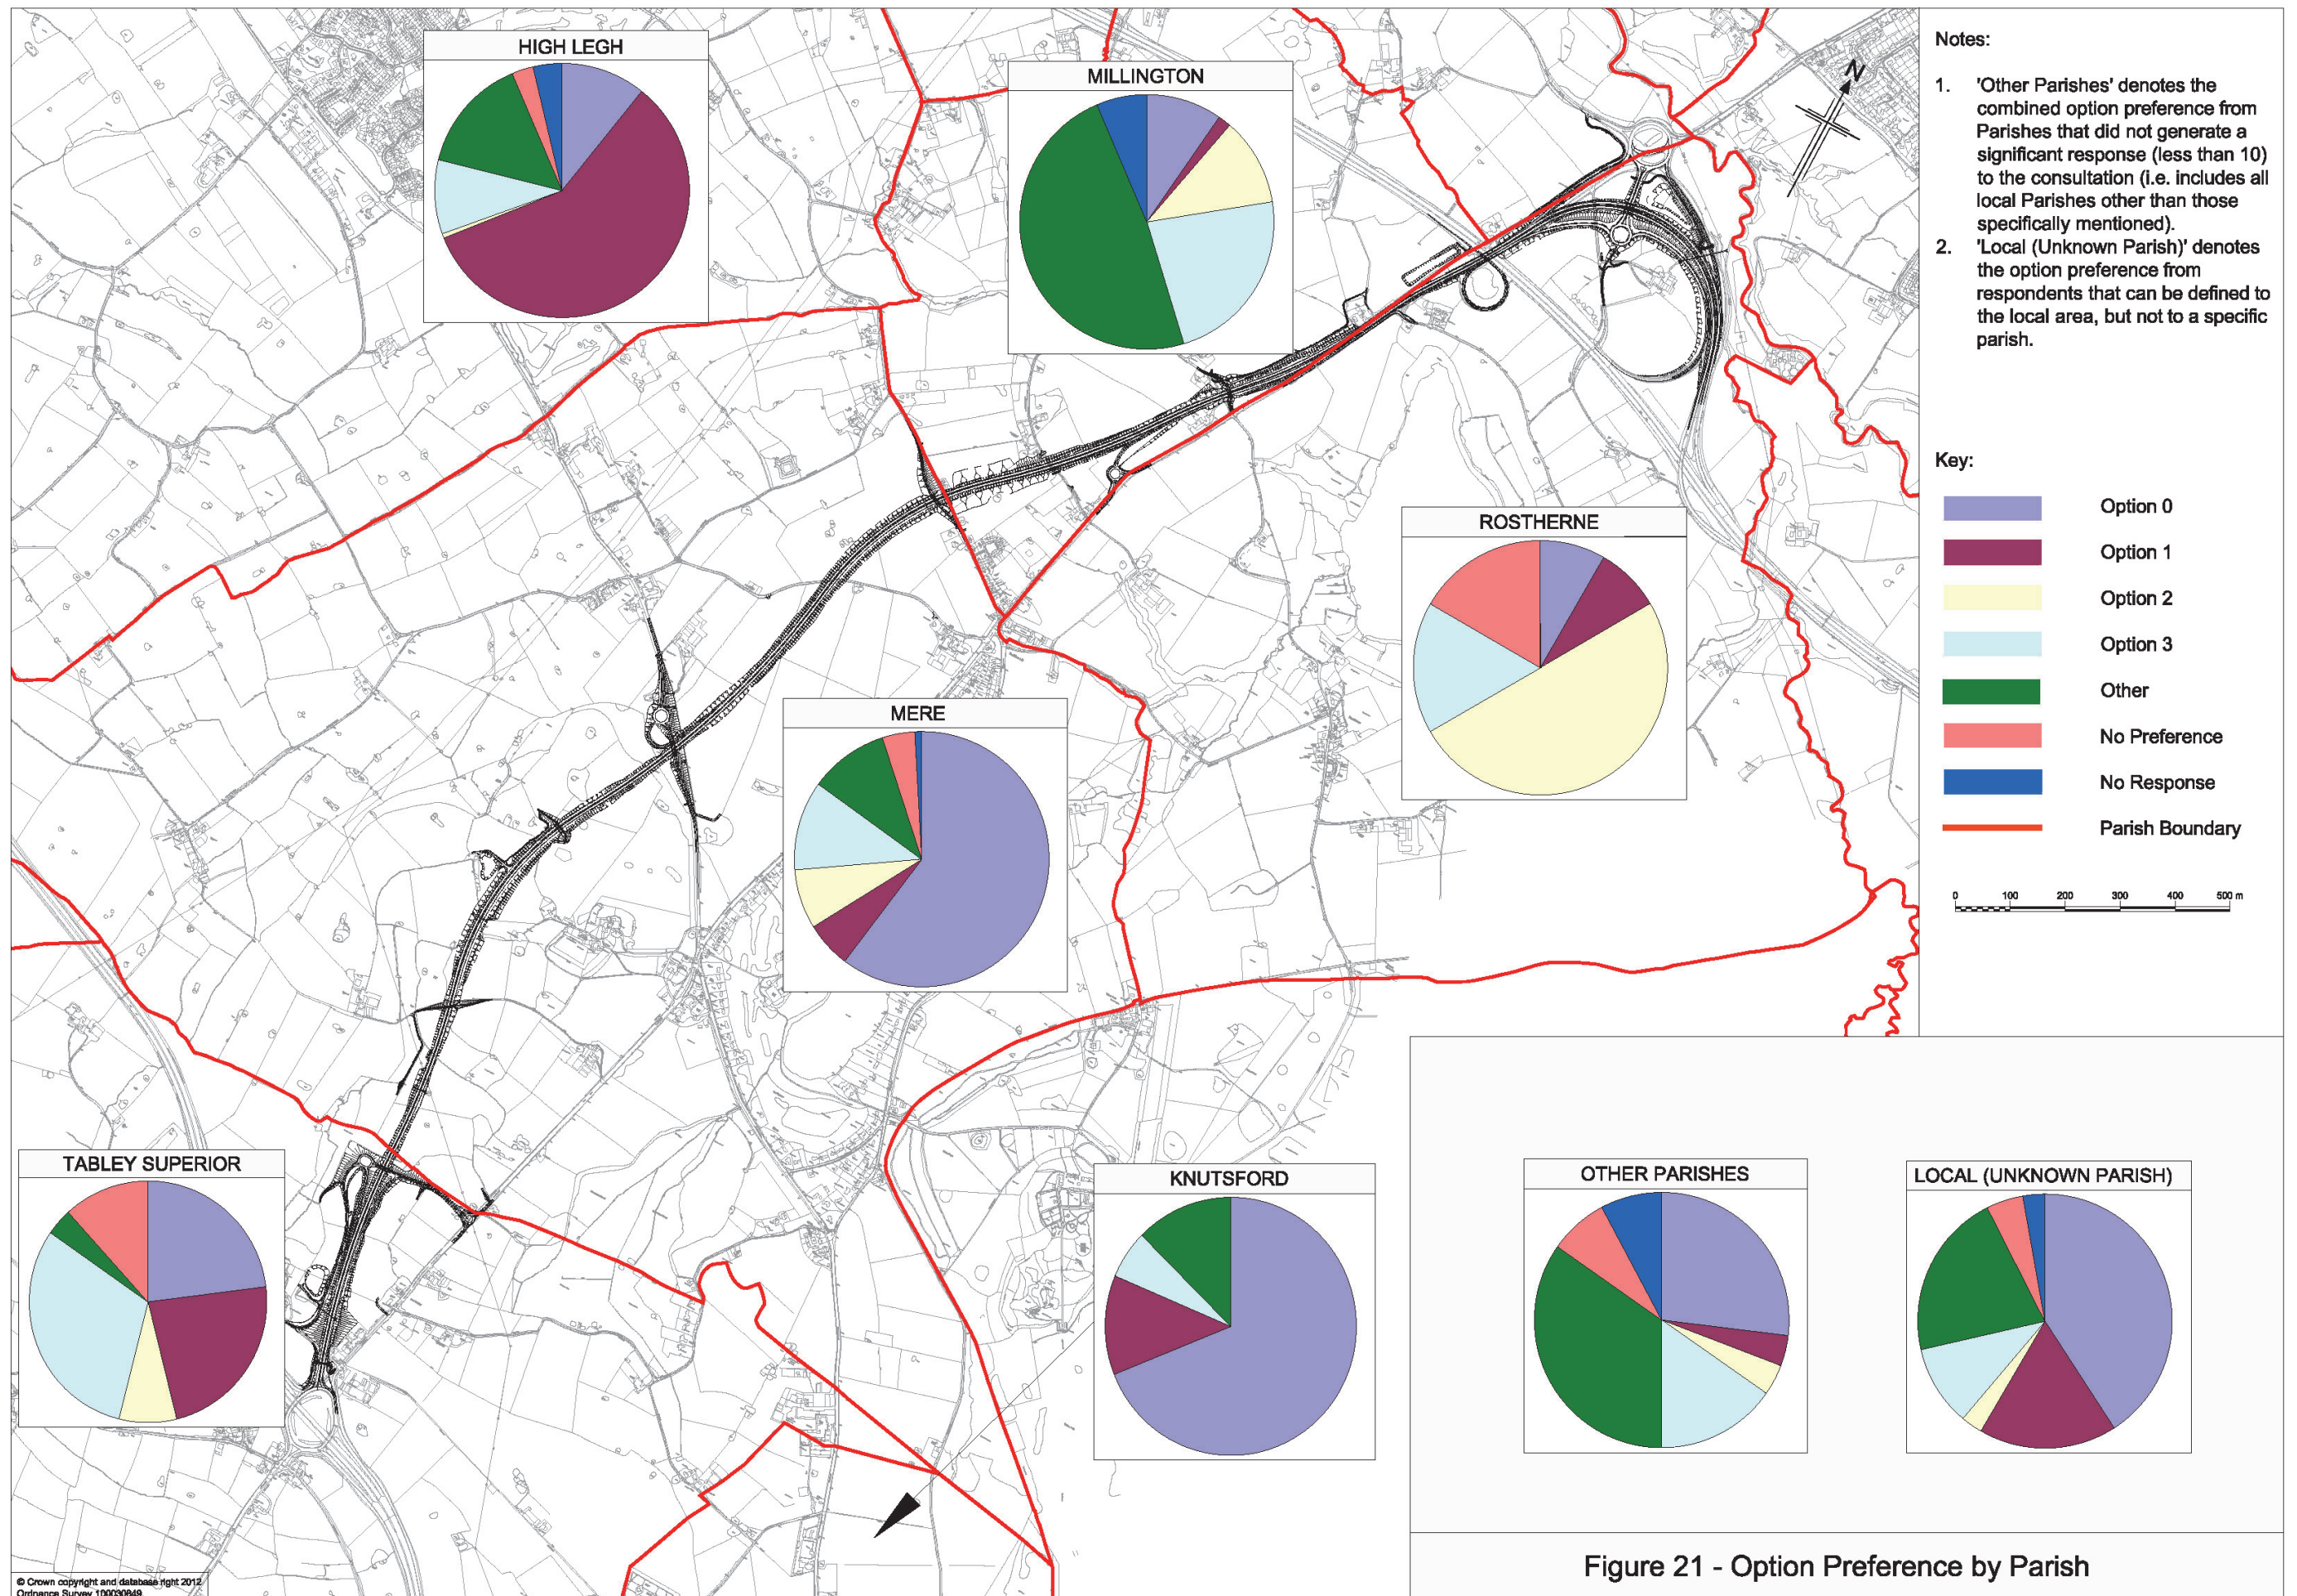 HIGH LEGH
MILLINGTON
N
ROSTHERNE
MERE
TABLEY SUPERIOR
KNUTSFORD
OTHER PARISHES
LOCAL (UNKNOWN PARISH)
Notes:
1. 'Other Parishes' denotes the
combined option preference from
Parishes that did not generate a
significant response (less than 10)
to the consultation (i.e. includes all
local Parishes other than those
specifically mentioned).
2. 'Local (Unknown Parish)' denotes
the option preference from
respondents that can be defined to
the local area, but not to a specific
parish.
Key:
Option 0
Option 1
Option 2
Option 3
Other
No Preference
No Response
Parish Boundary
0 100 200 300 400 500 m
Figure 21 - Option Preference by Parish
© Crown copyright and database right 2012
Ordnance Survey 100030649